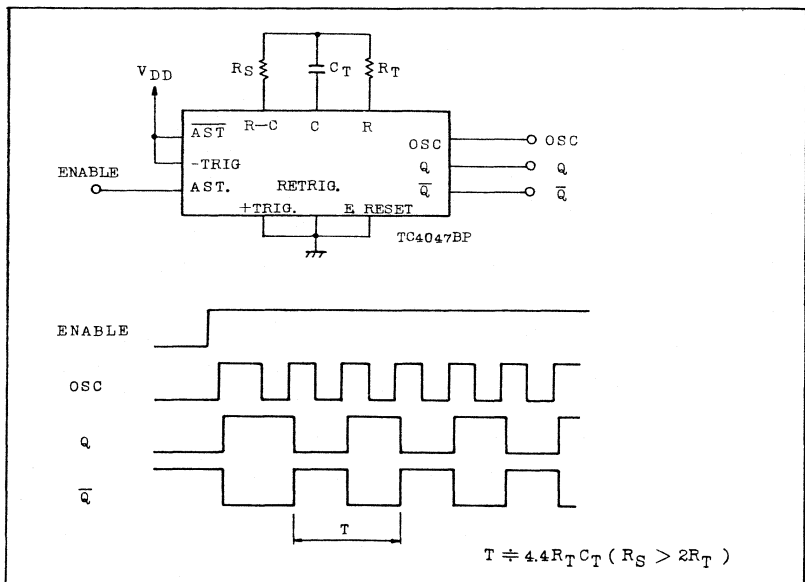 R_S C_T R_T
V_DD
A̅S̅T̅ R-C C R
OSC OSC
-TRIG Q Q
ENABLE
AST. RETRIG. Q̅ Q̅
+TRIG. E RESET
TC4047BP
ENABLE
OSC
Q
Q̅
T
T ≑ 4.4R_TC_T ( R_S > 2R_T )